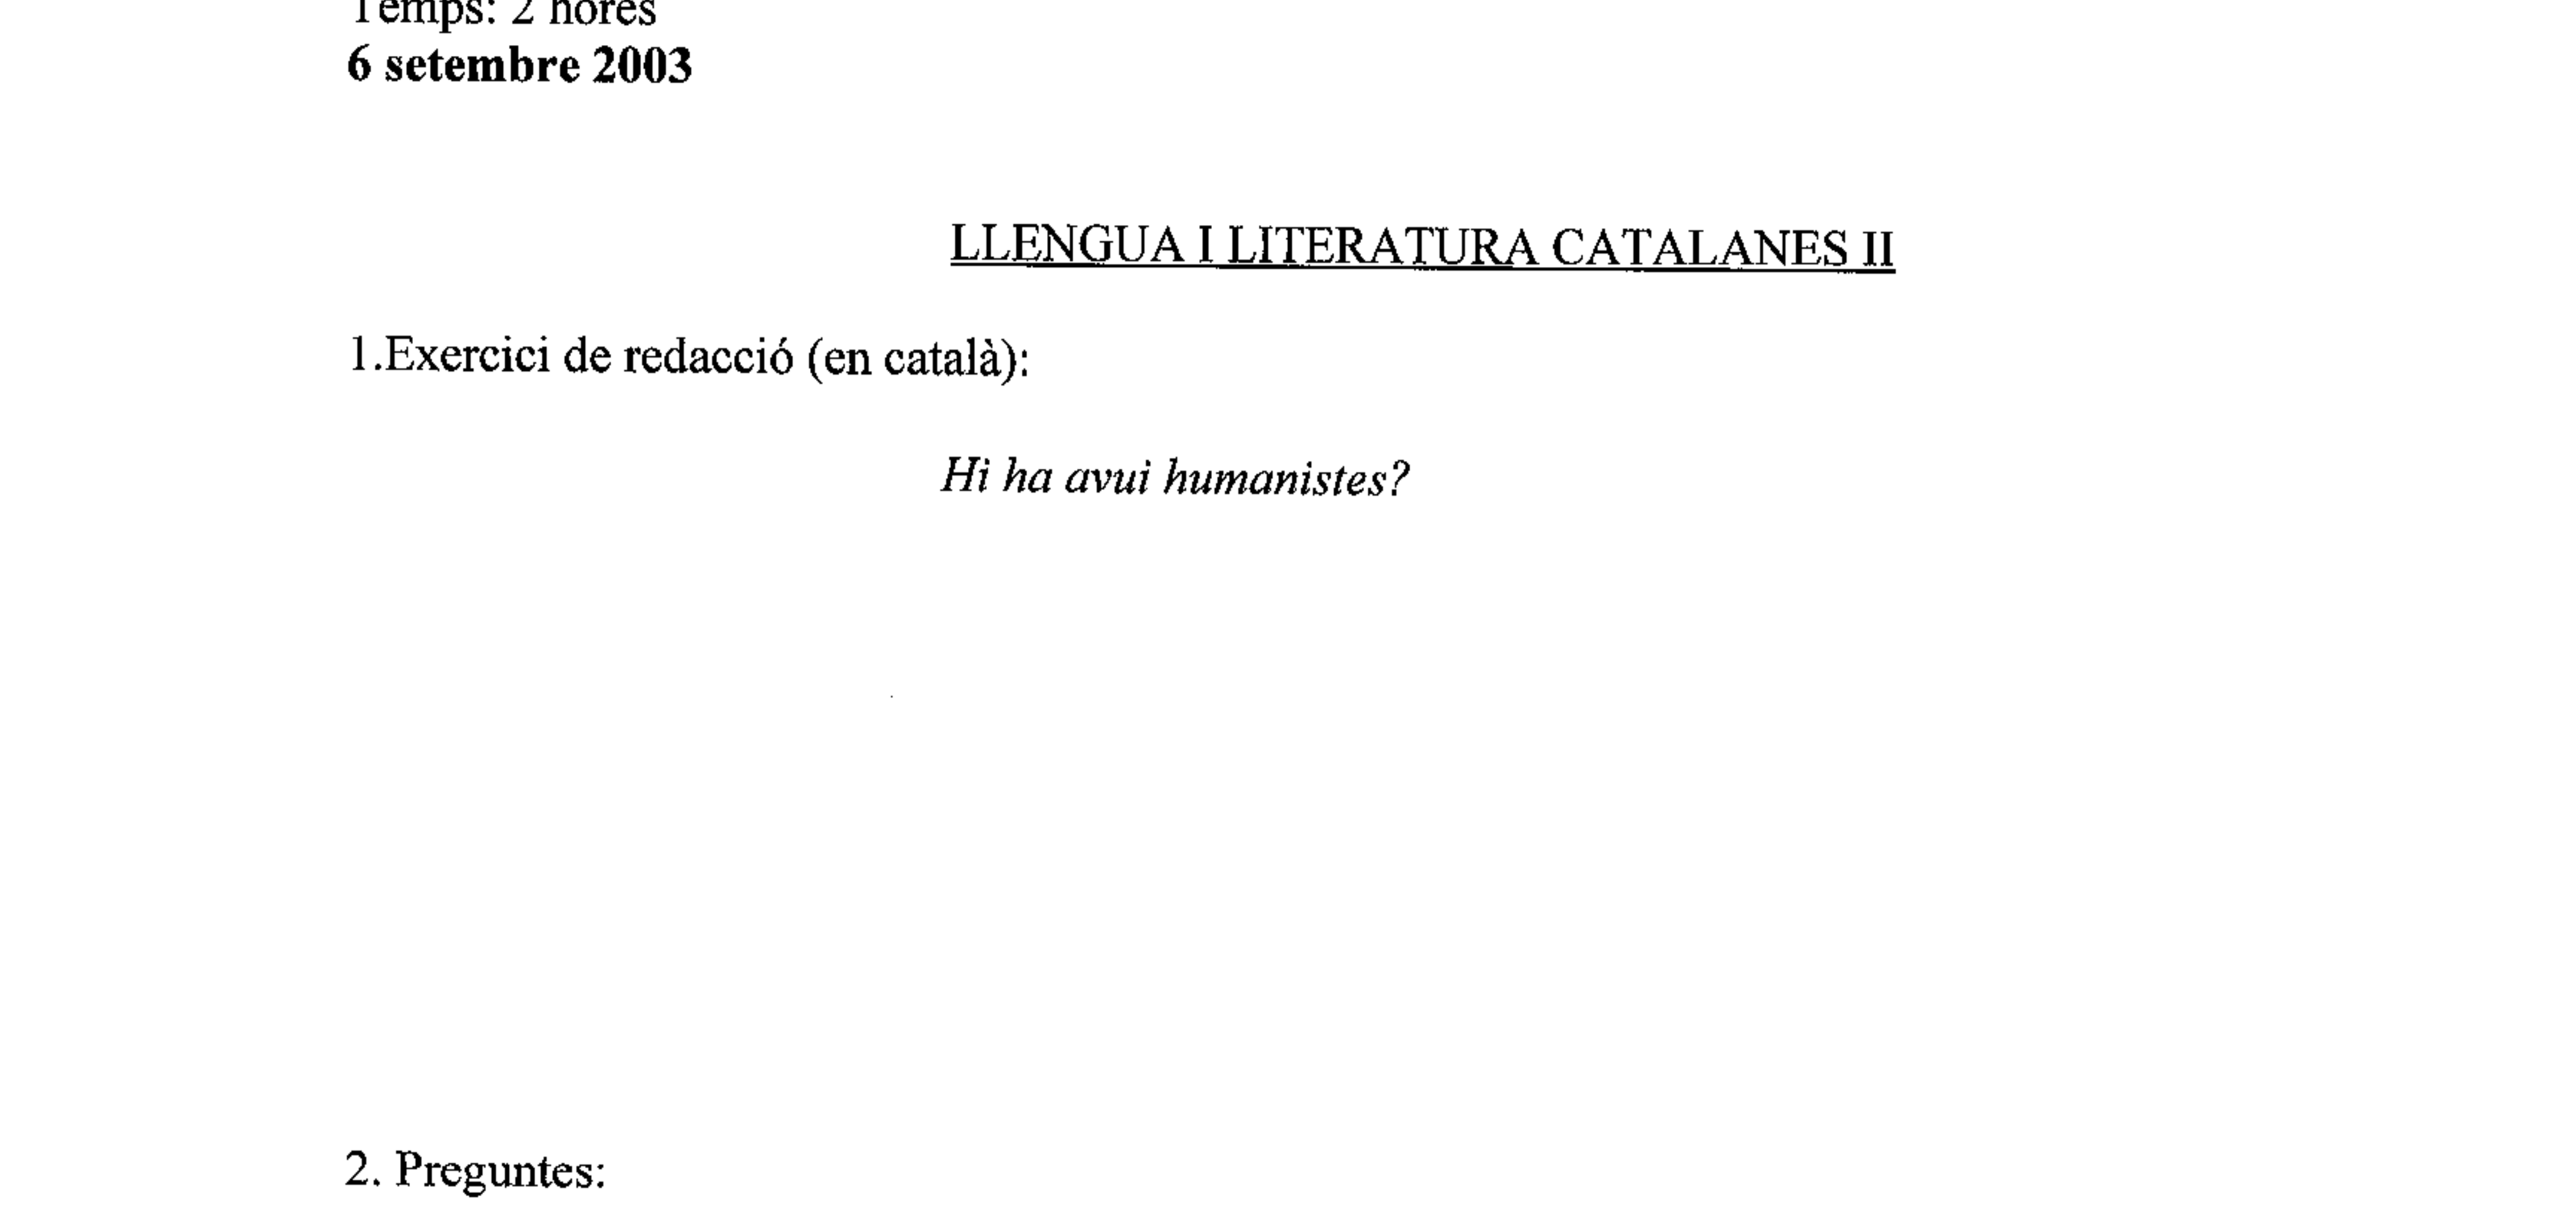 Temps: 2 hores
6 setembre 2003
LLENGUA I LITERATURA CATALANES II
1.Exercici de redacció (en català):
Hi ha avui humanistes?
2. Preguntes: